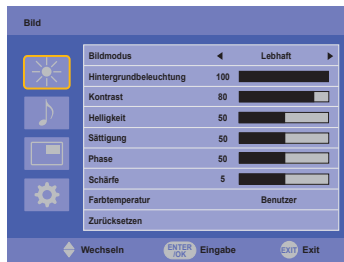 Bild
Bildmodus Lebhaft
Hintergrundbeleuchtung 100
Kontrast 80
Helligkeit 50
Sättigung 50
Phase 50
Schärfe 5
Farbtemperatur Benutzer
Zurücksetzen
Wechseln ENTER /OK Eingabe EXIT Exit